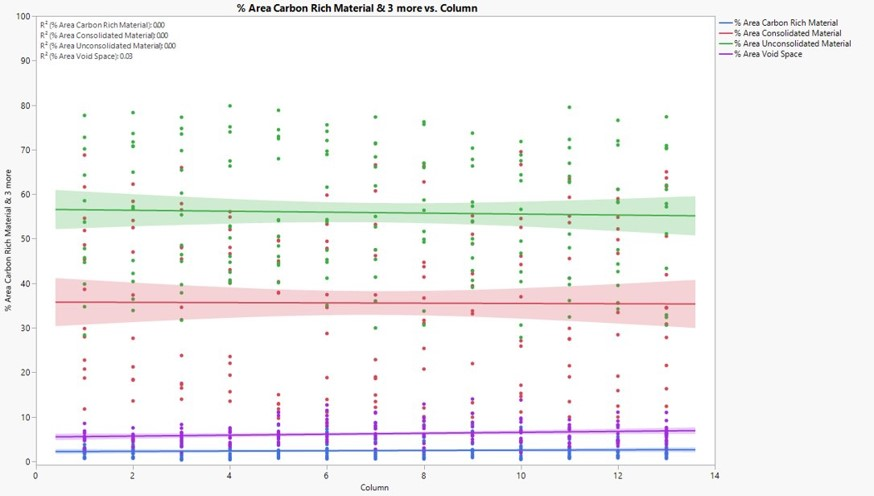 % Area Carbon Rich Material & 3 more vs. Column
R² (% Area Carbon Rich Material): 0.00
R² (% Area Consolidated Material): 0.00
R² (% Area Unconsolidated Material): 0.00
R² (% Area Void Space): 0.03
% Area Carbon Rich Material
% Area Consolidated Material
% Area Unconsolidated Material
% Area Void Space
% Area Carbon Rich Material & 3 more
100
90
80
70
60
50
40
30
20
10
0
0 2 4 6 8 10 12 14
Column